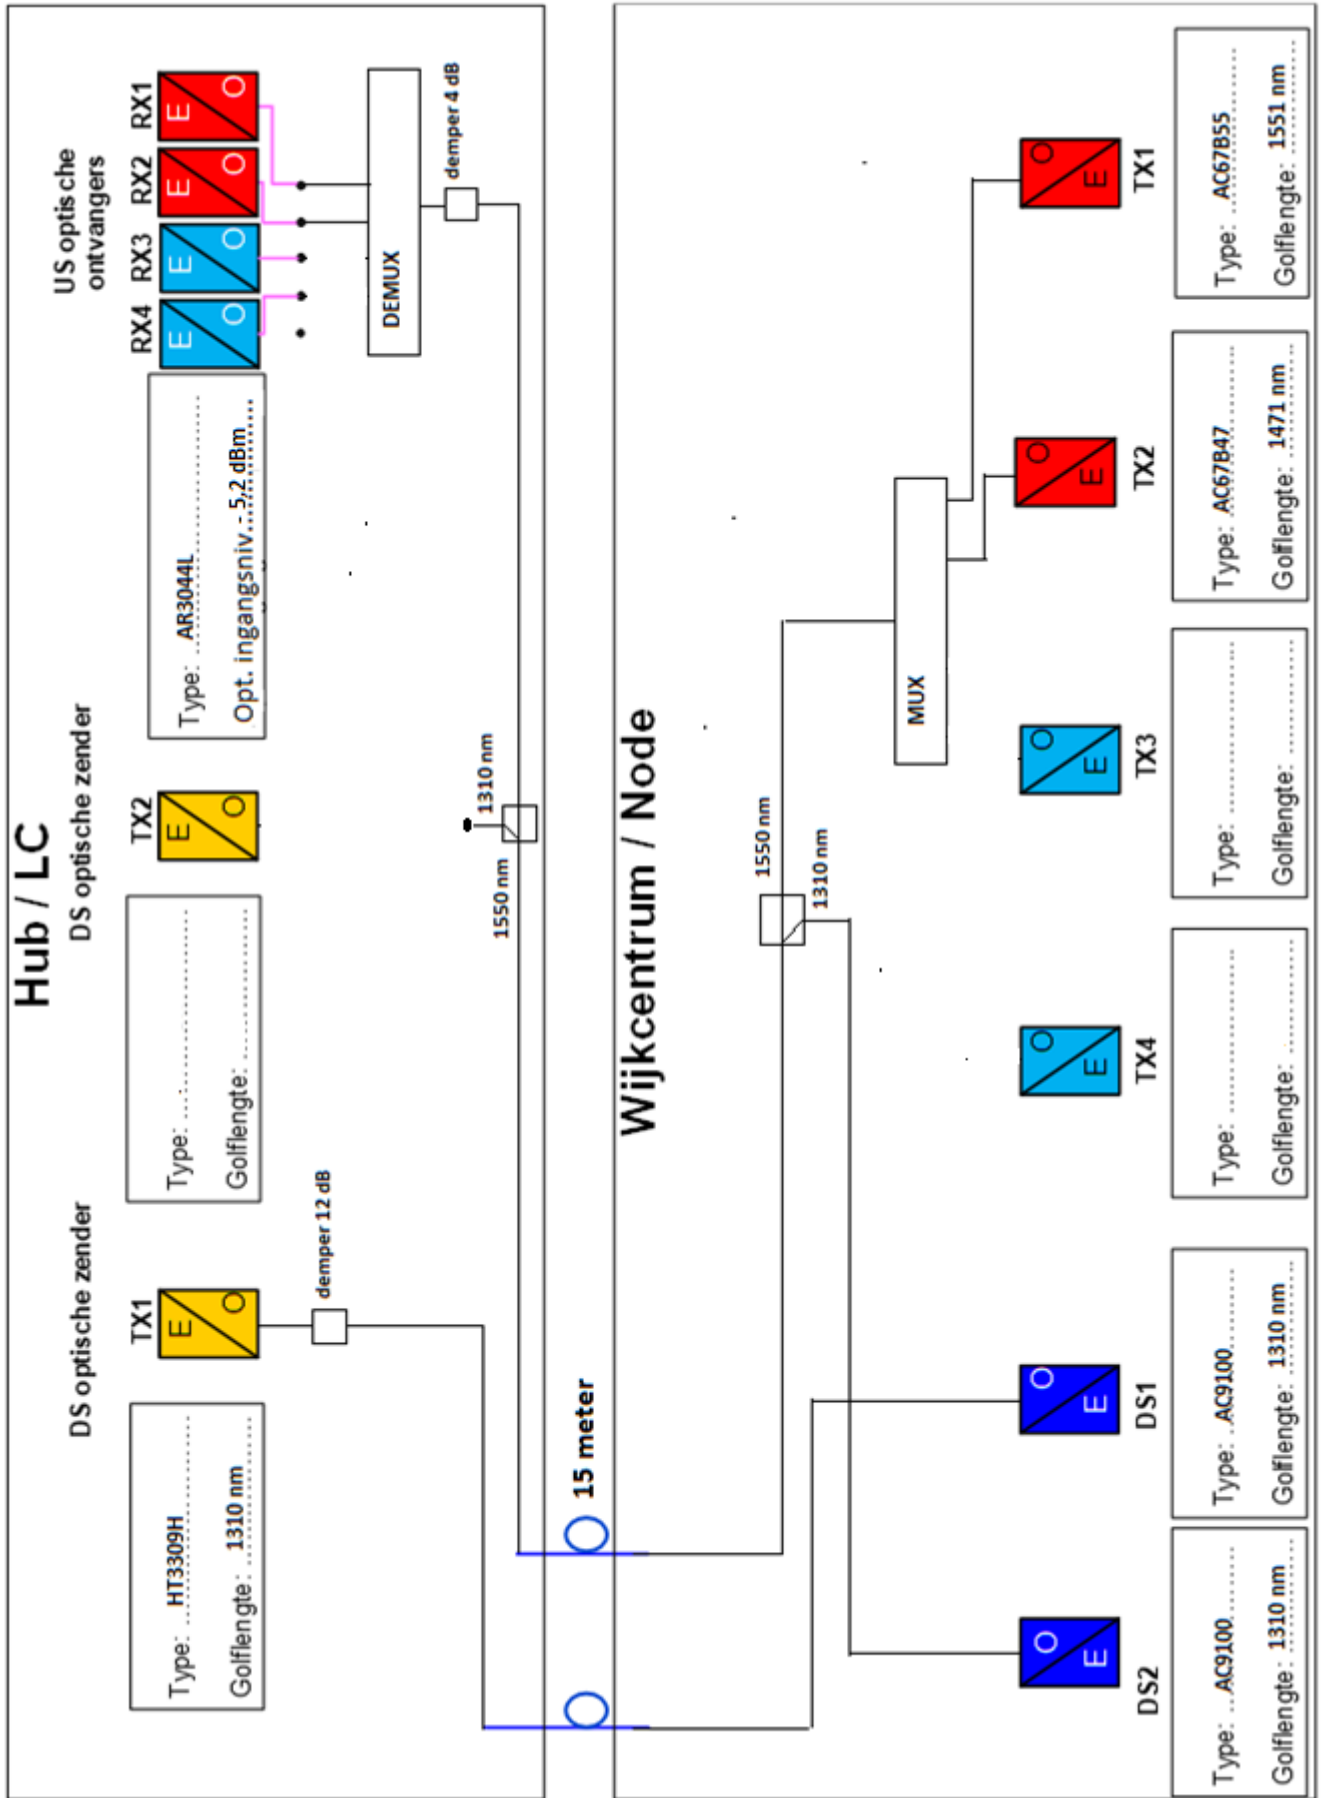 Hub / LC
DS optische zender
DS optische zender
US optische
ontvangers
TX1
TX2
RX4
RX3
RX2
RX1
Type: ...HT3309H..........
Golflengte: ...1310 nm....
E
O
Type: ..........
Golflengte: ..........
E
O
Type: ....AR3044L..........
Opt. ingangsniv...- 5,2 dBm.....
E
O
E
O
E
O
E
O
demper 12 dB
DEMUX
demper 4 dB
1550 nm
1310 nm
15 meter
Wijkcentrum / Node
1550 nm
1310 nm
MUX
O
E
O
E
O
E
O
E
O
E
O
E
DS2
DS1
TX4
TX3
TX2
TX1
Type: ...AC9100.......
Golflengte: 1310 nm....
Type: ..AC9100.........
Golflengte: 1310 nm....
Type: ..........
Golflengte: ..........
Type: ..........
Golflengte: ..........
Type: AC67B47..........
Golflengte: ..1471 nm...
Type: ....AC67B55........
Golflengte: ..1551 nm....